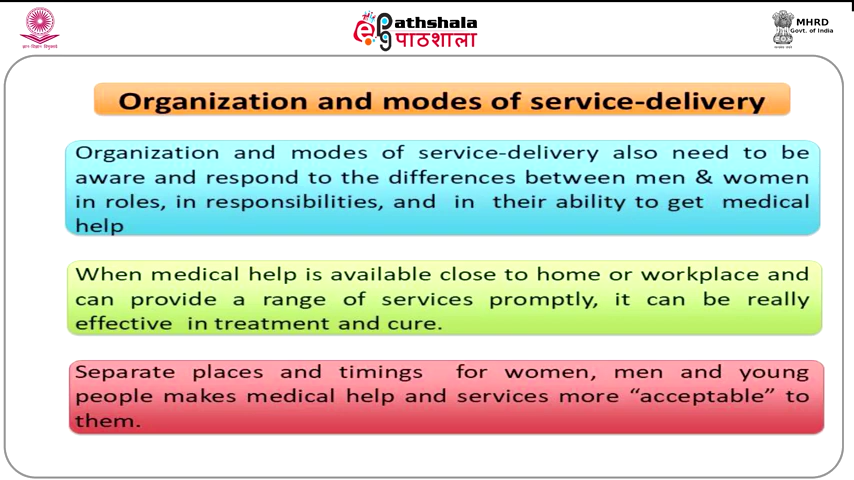 Pathshala
पाठशाला
MHRD
Govt. of India
Organization and modes of service-delivery
Organization and modes of service-delivery also need to be
aware and respond to the differences between men & women
in roles, in responsibilities, and in their ability to get medical
help
When medical help is available close to home or workplace and
can provide a range of services promptly, it can be really
effective in treatment and cure.
Separate places and timings for women, men and young
people makes medical help and services more “acceptable” to
them.